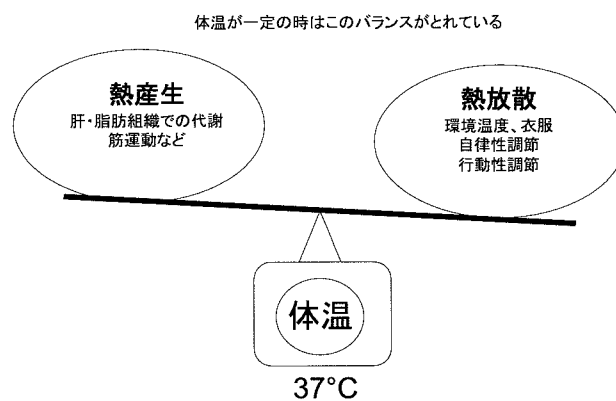 体温が一定の時はこのバランスがとれている
熱産生
肝・脂肪組織での代謝
筋運動など
熱放散
環境温度、衣服
自律性調節
行動性調節
体温
37°C